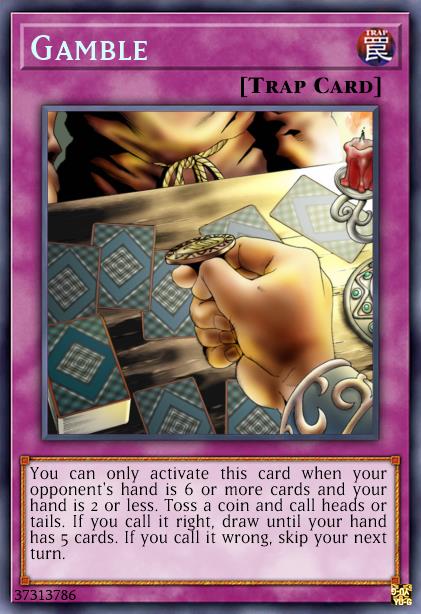 GAMBLE
TRAP
罠
[TRAP CARD]
You can only activate this card when your
opponent's hand is 6 or more cards and your
hand is 2 or less. Toss a coin and call heads or
tails. If you call it right, draw until your hand
has 5 cards. If you call it wrong, skip your next
turn.
37313786